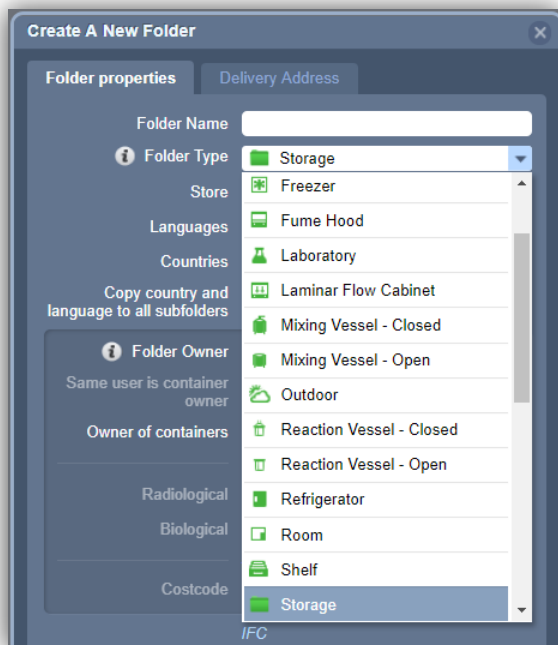 Create A New Folder
Folder properties
Delivery Address
Folder Name
Folder Type
Storage
Store
Freezer
Fume Hood
Languages
Laboratory
Countries
Laminar Flow Cabinet
Copy country and
language to all subfolders
Mixing Vessel - Closed
Folder Owner
Mixing Vessel - Open
Same user is container
owner
Outdoor
Owner of containers
Reaction Vessel - Closed
Reaction Vessel - Open
Radiological
Refrigerator
Biological
Room
Shelf
Costcode
Storage
IFC